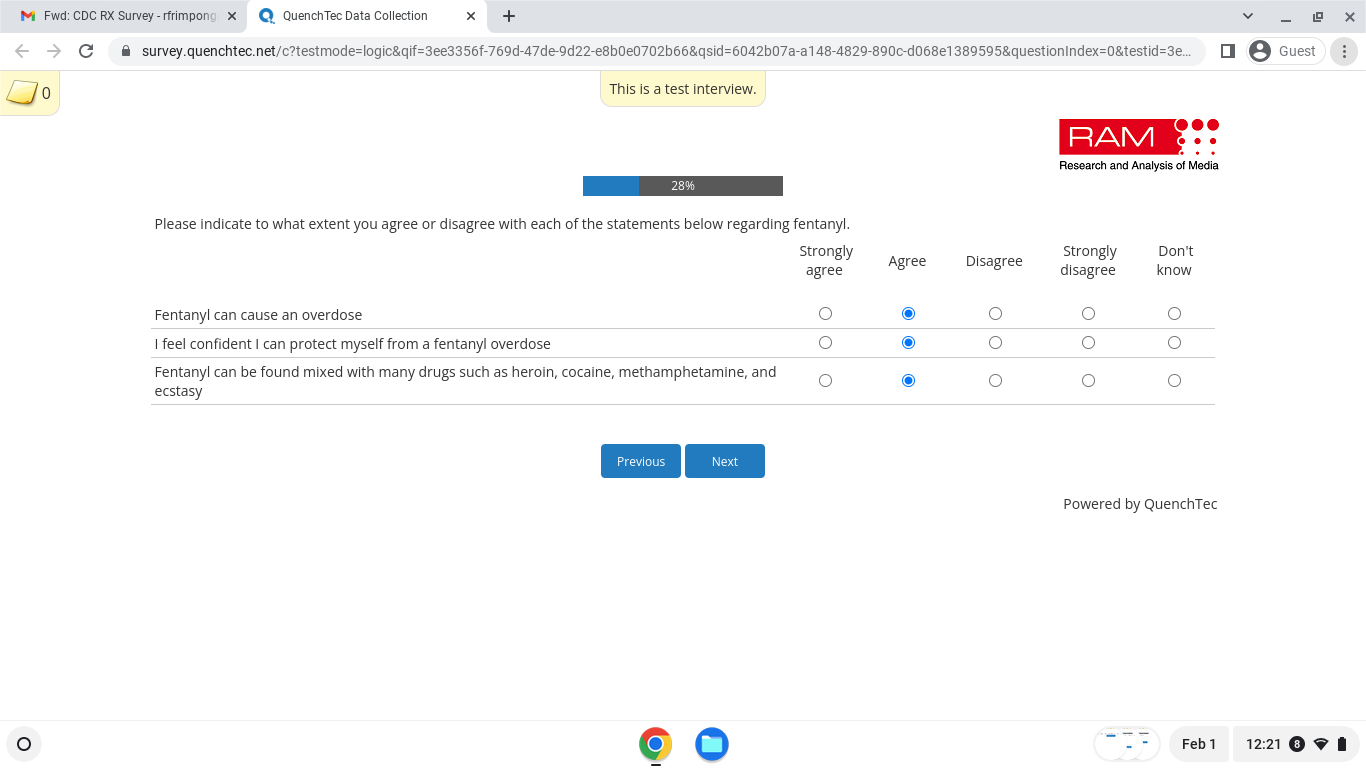 Fwd: CDC RX Survey - rfrimpong
QuenchTec Data Collection
survey.quenchtec.net/c?testmode=logic&qif=3ee3356f-769d-47de-9d22-e8b0e0702b66&qsid=6042b07a-a148-4829-890c-d068e1389595&questionIndex=0&testid=3e...
Guest
0
This is a test interview.
RAM
Research and Analysis of Media
28%
Please indicate to what extent you agree or disagree with each of the statements below regarding fentanyl.
Strongly agree
Agree
Disagree
Strongly disagree
Don't know
Fentanyl can cause an overdose
I feel confident I can protect myself from a fentanyl overdose
Fentanyl can be found mixed with many drugs such as heroin, cocaine, methamphetamine, and
ecstasy
Previous
Next
Powered by QuenchTec
Feb 1
12:21
8